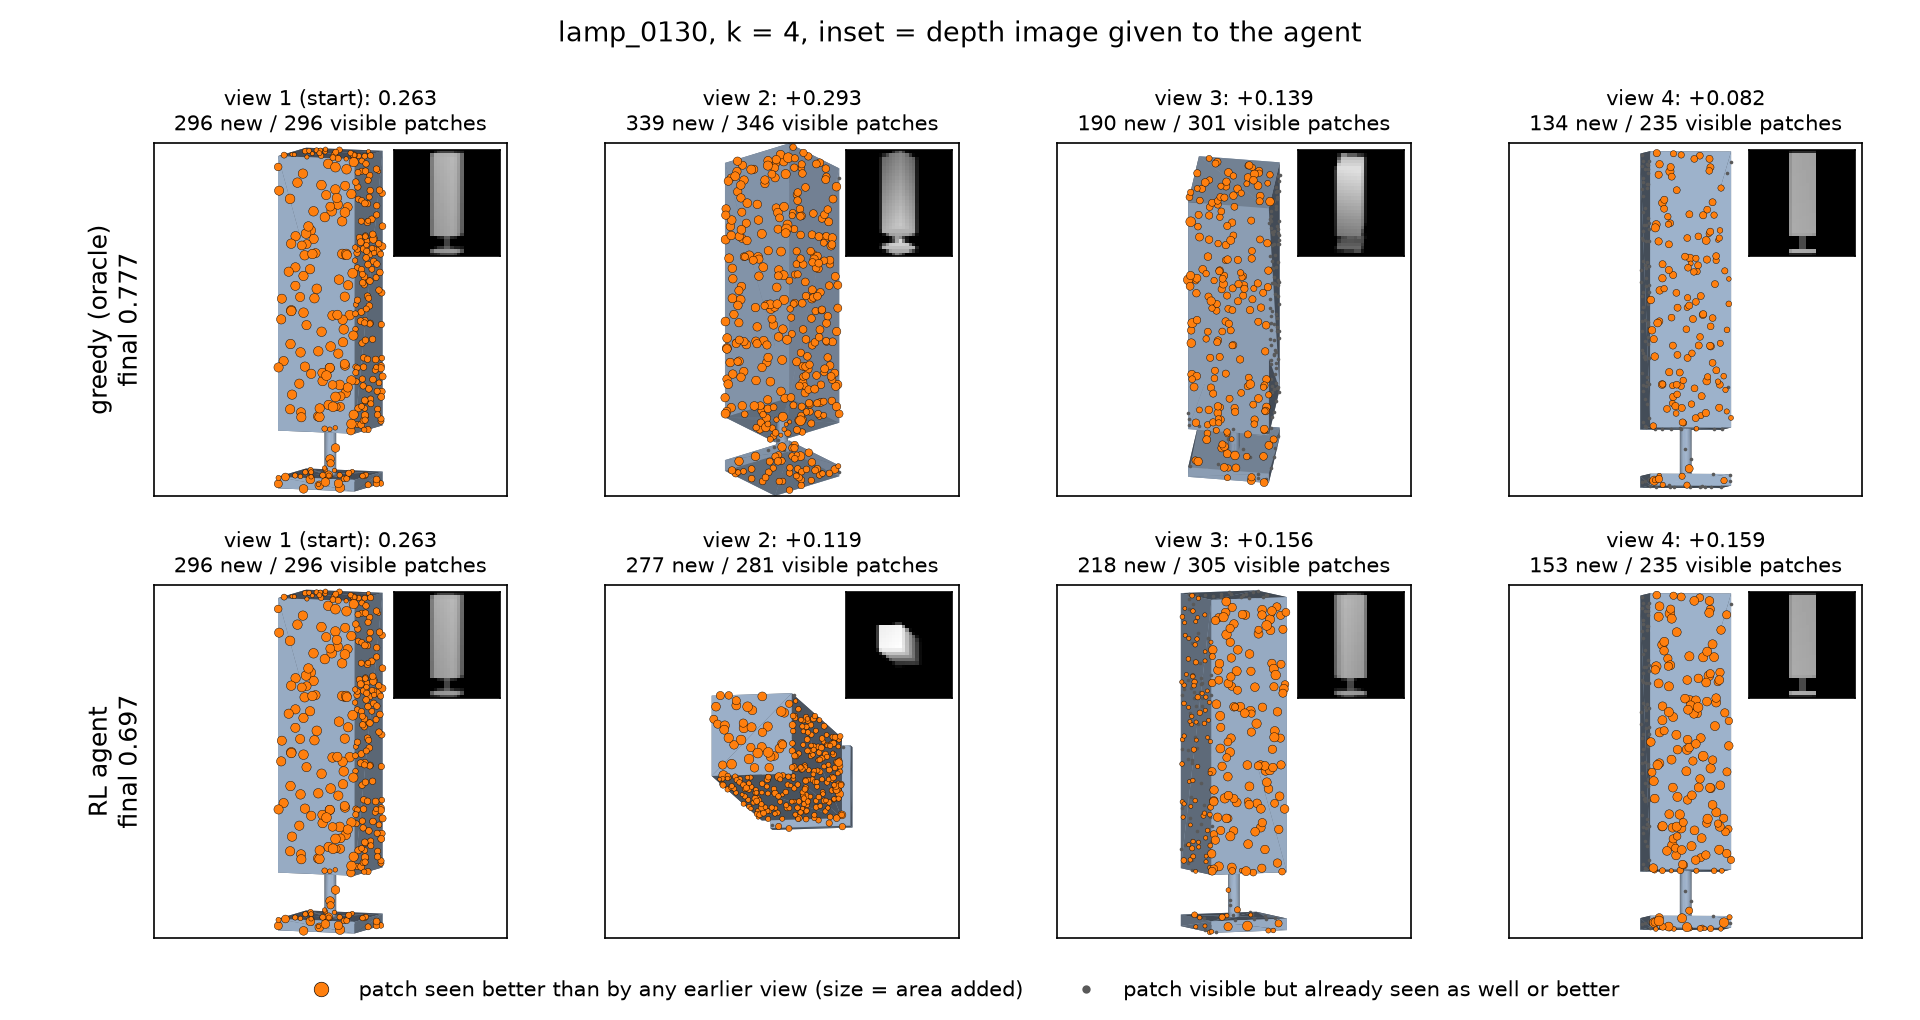 lamp_0130, k = 4, inset = depth image given to the agent
greedy (oracle)
final 0.777
view 1 (start): 0.263
296 new / 296 visible patches
view 2: +0.293
339 new / 346 visible patches
view 3: +0.139
190 new / 301 visible patches
view 4: +0.082
134 new / 235 visible patches
RL agent
final 0.697
view 1 (start): 0.263
296 new / 296 visible patches
view 2: +0.119
277 new / 281 visible patches
view 3: +0.156
218 new / 305 visible patches
view 4: +0.159
153 new / 235 visible patches
patch seen better than by any earlier view (size = area added)
patch visible but already seen as well or better